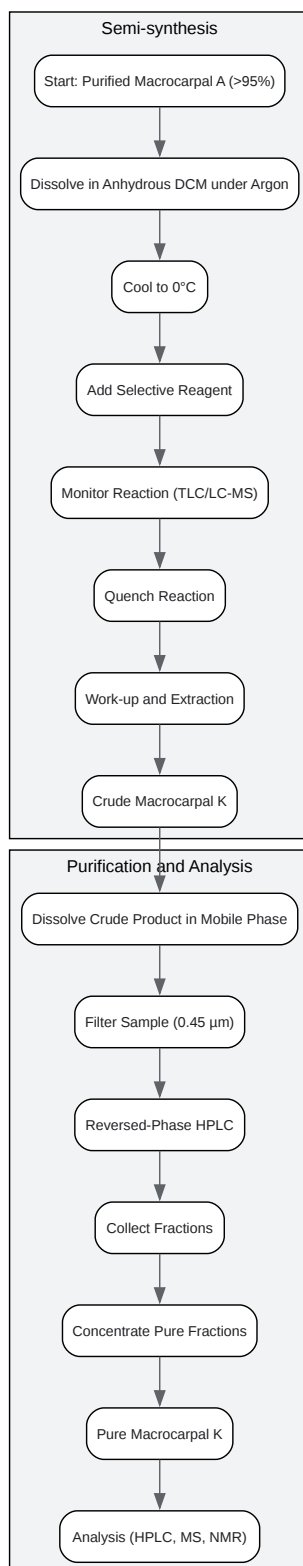 Semi-synthesis
Start: Purified Macrocarpal A (>95%)
Dissolve in Anhydrous DCM under Argon
Cool to 0°C
Add Selective Reagent
Monitor Reaction (TLC/LC-MS)
Quench Reaction
Work-up and Extraction
Crude Macrocarpal K
Purification and Analysis
Dissolve Crude Product in Mobile Phase
Filter Sample (0.45 µm)
Reversed-Phase HPLC
Collect Fractions
Concentrate Pure Fractions
Pure Macrocarpal K
Analysis (HPLC, MS, NMR)